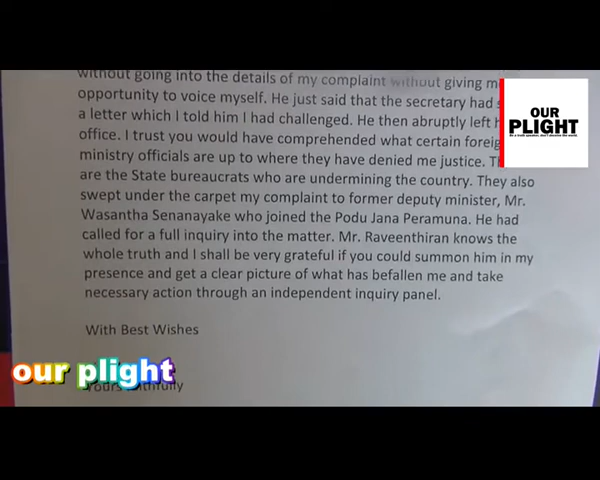 without going into the details of my complaint without giving
opportunity to voice myself. He just said that the secretary had
a letter which I told him I had challenged. He then abruptly left
office. I trust you would have comprehended what certain
ministry officials are up to where they have denied me justice.
are the State bureaucrats who are undermining the country. They also
swept under the carpet my complaint to former deputy minister, Mr.
Wasantha Senanayake who joined the Podu Jana Peramuna. He had
called for a full inquiry into the matter. Mr. Raveenthiran knows the
whole truth and I shall be very grateful if you could summon him in my
presence and get a clear picture of what has befallen me and take
necessary action through an independent inquiry panel.
With Best Wishes
Yours faithfully
OUR
PLIGHT
our plight